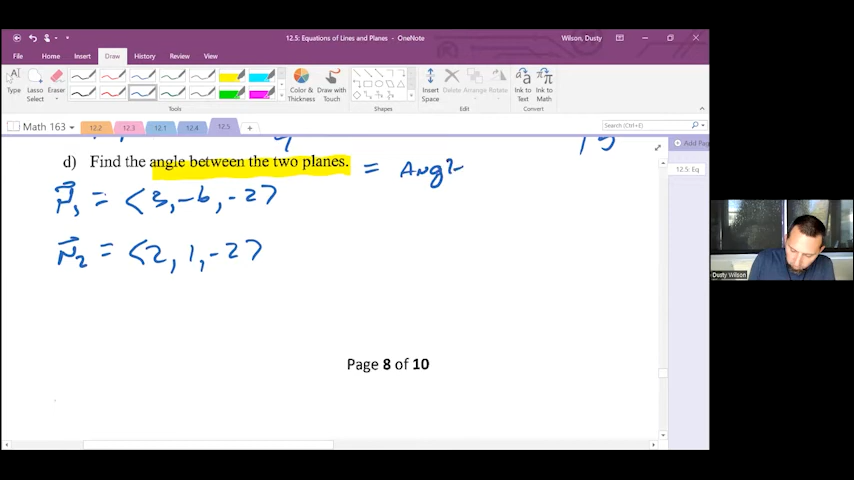 12.5: Equations of Lines and Planes - OneNote
Wilson, Dusty
File Home Insert Draw History Review View
Type
Lasso Select
Eraser
Color & Thickness
Draw with Touch
Insert Space
Delete
Arrange
Rotate
Ink to Text
Ink to Math
Tools
Shapes
Edit
Convert
Math 163
12.2 12.3 12.1 12.4 12.5 +
Search (Ctrl+E)
Add Pag
12.5: Eq
d) Find the angle between the two planes. = Ang
n⃗₁ = ⟨3, -6, -2⟩
n⃗₂ = ⟨2, 1, -2⟩
Page 8 of 10
Dusty Wilson